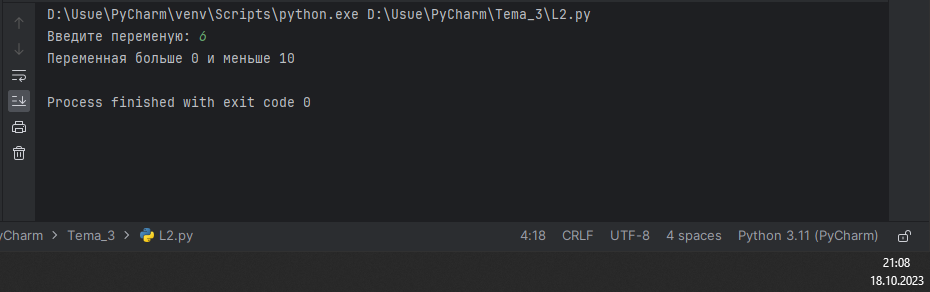 D:\Usue\PyCharm\venv\Scripts\python.exe D:\Usue\PyCharm\Tema_3\L2.py
Введите переменую: 6
Переменная больше 0 и меньше 10
Process finished with exit code 0
yCharm > Tema_3 > L2.py 4:18 CRLF UTF-8 4 spaces Python 3.11 (PyCharm)
21:08
18.10.2023